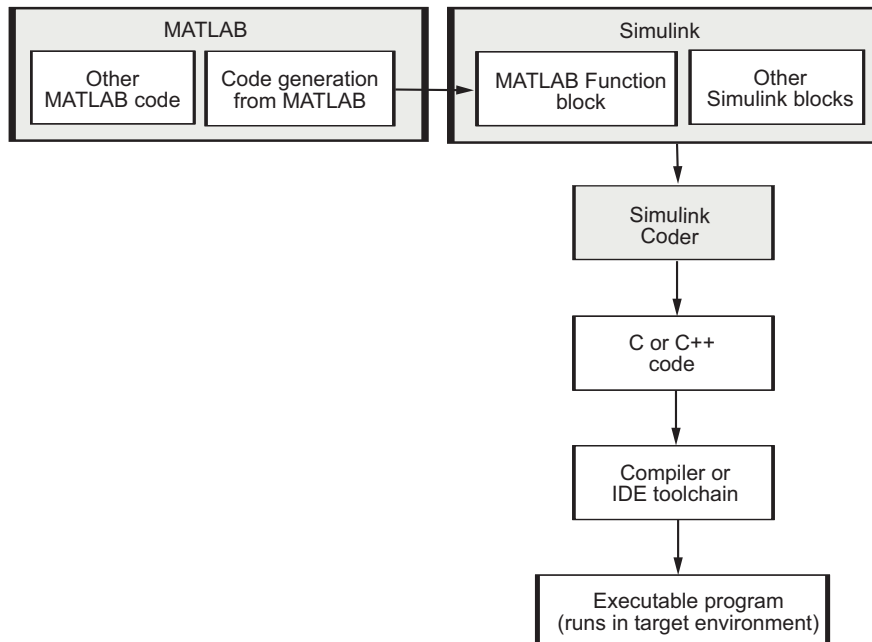 MATLAB
Other
MATLAB code
Code generation
from MATLAB
Simulink
MATLAB Function
block
Other
Simulink blocks
Simulink
Coder
C or C++
code
Compiler or
IDE toolchain
Executable program
(runs in target environment)